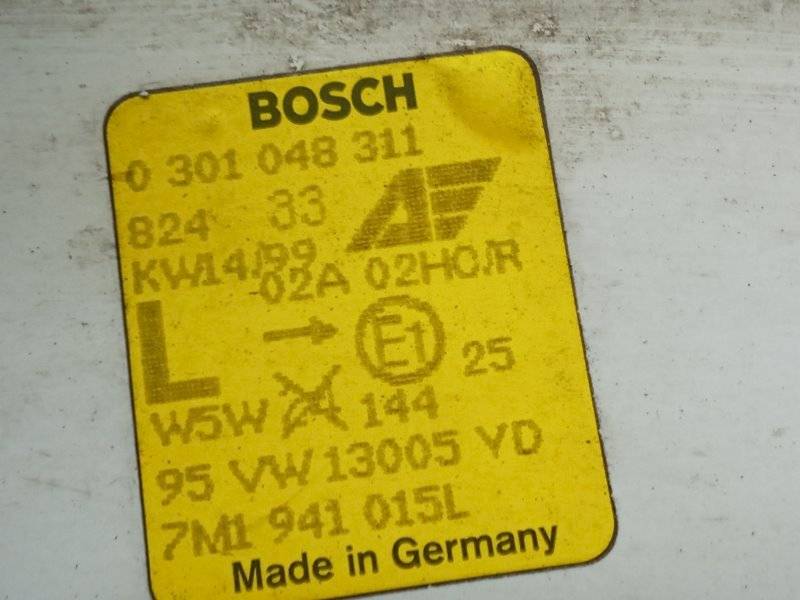 BOSCH
0 301 048 311
824 33
KW14/99
02A 02HC/R
L → E1 25
W5W 24 144
95 VW 13005 YD
7M1 941 015L
Made in Germany